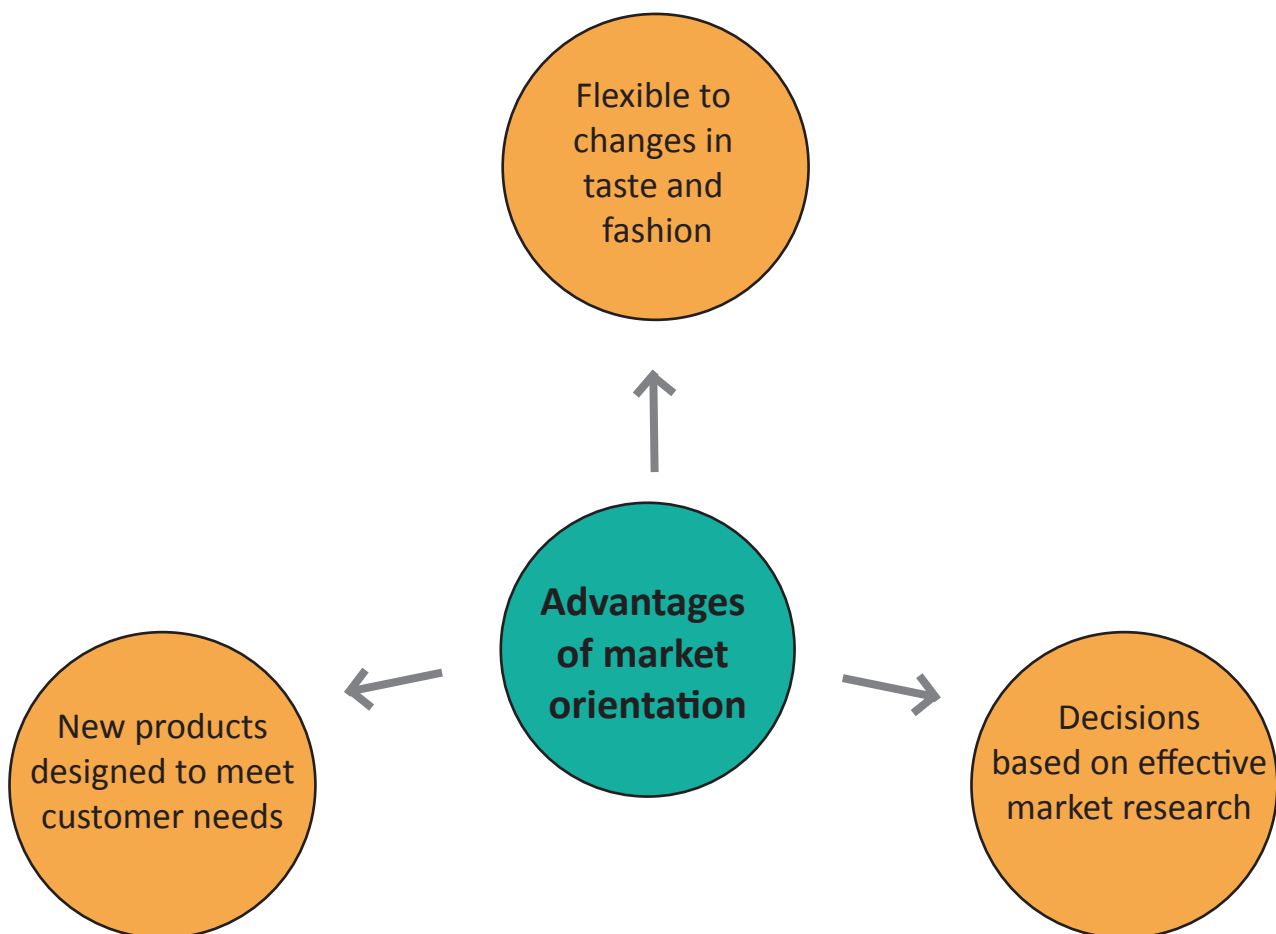 Flexible to
changes in
taste and
fashion
Advantages
of market
orientation
New products
designed to meet
customer needs
Decisions
based on effective
market research